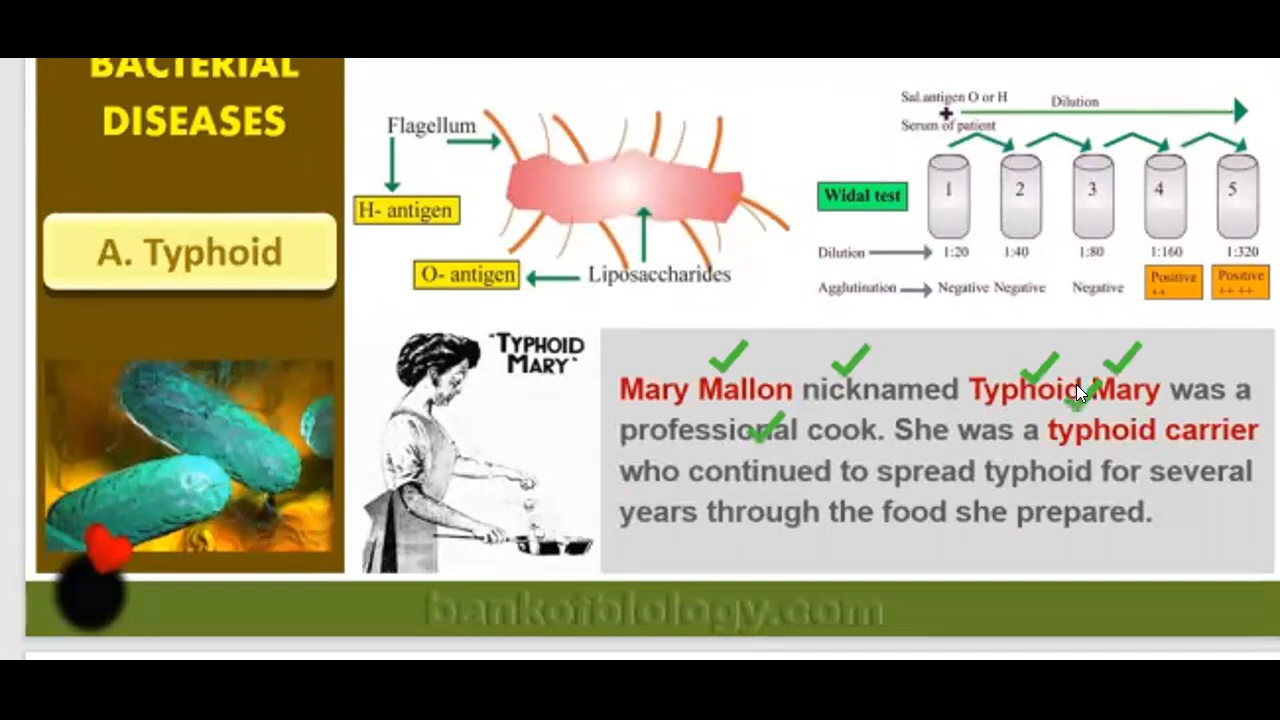 BACTERIAL
DISEASES
A. Typhoid
Flagellum
H- antigen
O- antigen
Liposaccharides
Sal.antigen O or H
Dilution
Serum of patient
Widal test
1 2 3 4 5
Dilution 1:20 1:40 1:80 1:160 1:320
Agglutination Negative Negative Negative Positive ++ Positive ++ ++
"TYPHOID
MARY"
Mary Mallon nicknamed Typhoid Mary was a
professional cook. She was a typhoid carrier
who continued to spread typhoid for several
years through the food she prepared.
bankofbiology.com